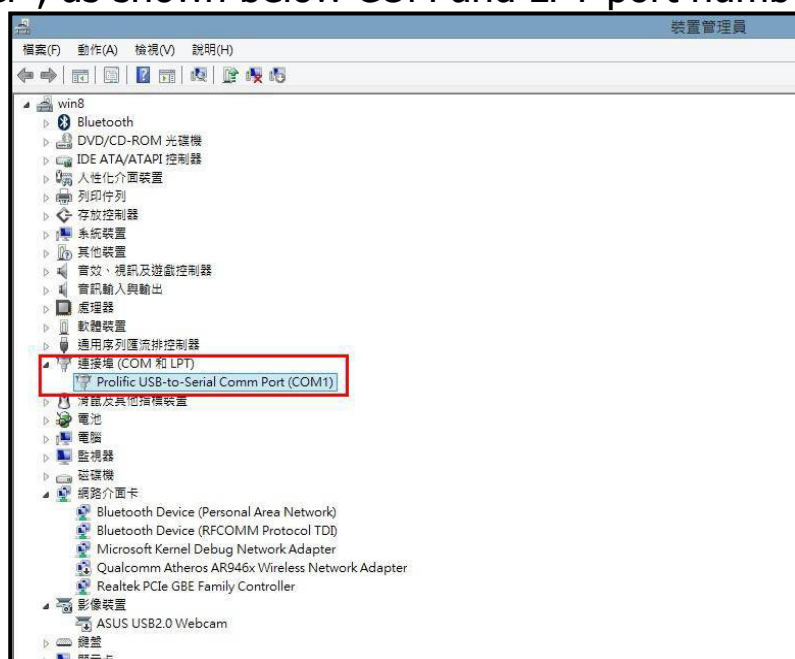 as shown below COM and LPT port numb
裝置管理員
檔案(F) 動作(A) 檢視(V) 說明(H)
win8
Bluetooth
DVD/CD-ROM 光碟機
IDE ATA/ATAPI 控制器
人性化介面裝置
列印佇列
存放控制器
系統裝置
其他裝置
音效、視訊及遊戲控制器
音訊輸入與輸出
處理器
軟體裝置
通用序列匯流排控制器
連接埠 (COM 和 LPT)
Prolific USB-to-Serial Comm Port (COM1)
滑鼠及其他指標裝置
電池
電腦
監視器
磁碟機
網路介面卡
Bluetooth Device (Personal Area Network)
Bluetooth Device (RFCOMM Protocol TDI)
Microsoft Kernel Debug Network Adapter
Qualcomm Atheros AR946x Wireless Network Adapter
Realtek PCIe GBE Family Controller
影像裝置
ASUS USB2.0 Webcam
鍵盤
顯示卡